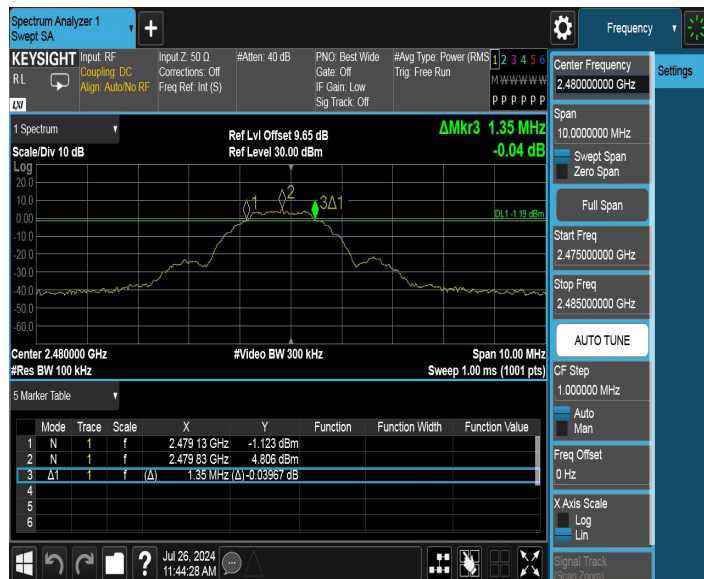 Spectrum Analyzer 1
Swept SA
+
Frequency
KEYSIGHT
RL
LXI
Input: RF
Coupling: DC
Align: Auto/No RF
Input Z: 50 Ω
Corrections: Off
Freq Ref: Int (S)
#Atten: 40 dB
PNO: Best Wide
Gate: Off
IF Gain: Low
Sig Track: Off
#Avg Type: Power (RMS
Trig: Free Run
1 2 3 4 5 6
M W W W W W
P P P P P P
Center Frequency
2.480000000 GHz
Settings
Span
10.0000000 MHz
Swept Span
Zero Span
Full Span
Start Freq
2.475000000 GHz
Stop Freq
2.485000000 GHz
AUTO TUNE
CF Step
1.000000 MHz
Auto
Man
Freq Offset
0 Hz
X Axis Scale
Log
Lin
Signal Track
(Span Zoom)
1 Spectrum
Scale/Div 10 dB
Ref Lvl Offset 9.65 dB
Ref Level 30.00 dBm
ΔMkr3 1.35 MHz
-0.04 dB
Log
20.0
10.0
0.00
-10.0
-20.0
-30.0
-40.0
-50.0
-60.0
1
2
3Δ1
DL1 -1.19 dBm
Center 2.480000 GHz
#Res BW 100 kHz
#Video BW 300 kHz
Span 10.00 MHz
Sweep 1.00 ms (1001 pts)
5 Marker Table
Mode Trace Scale X Y Function Function Width Function Value
1 N 1 f 2.479 13 GHz -1.123 dBm
2 N 1 f 2.479 83 GHz 4.806 dBm
3 Δ1 1 f (Δ) 1.35 MHz (Δ) -0.03967 dB
4
5
6
?
Jul 26, 2024
11:44:28 AM